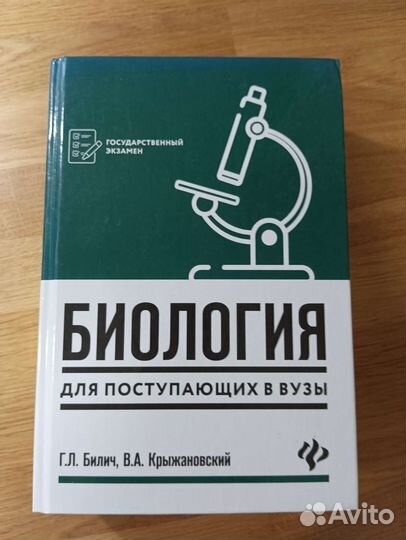 ГОСУДАРСТВЕННЫЙ
ЭКЗАМЕН
БИОЛОГИЯ
ДЛЯ ПОСТУПАЮЩИХ В ВУЗЫ
Г.Л. Билич, В.А. Крыжановский
Avito